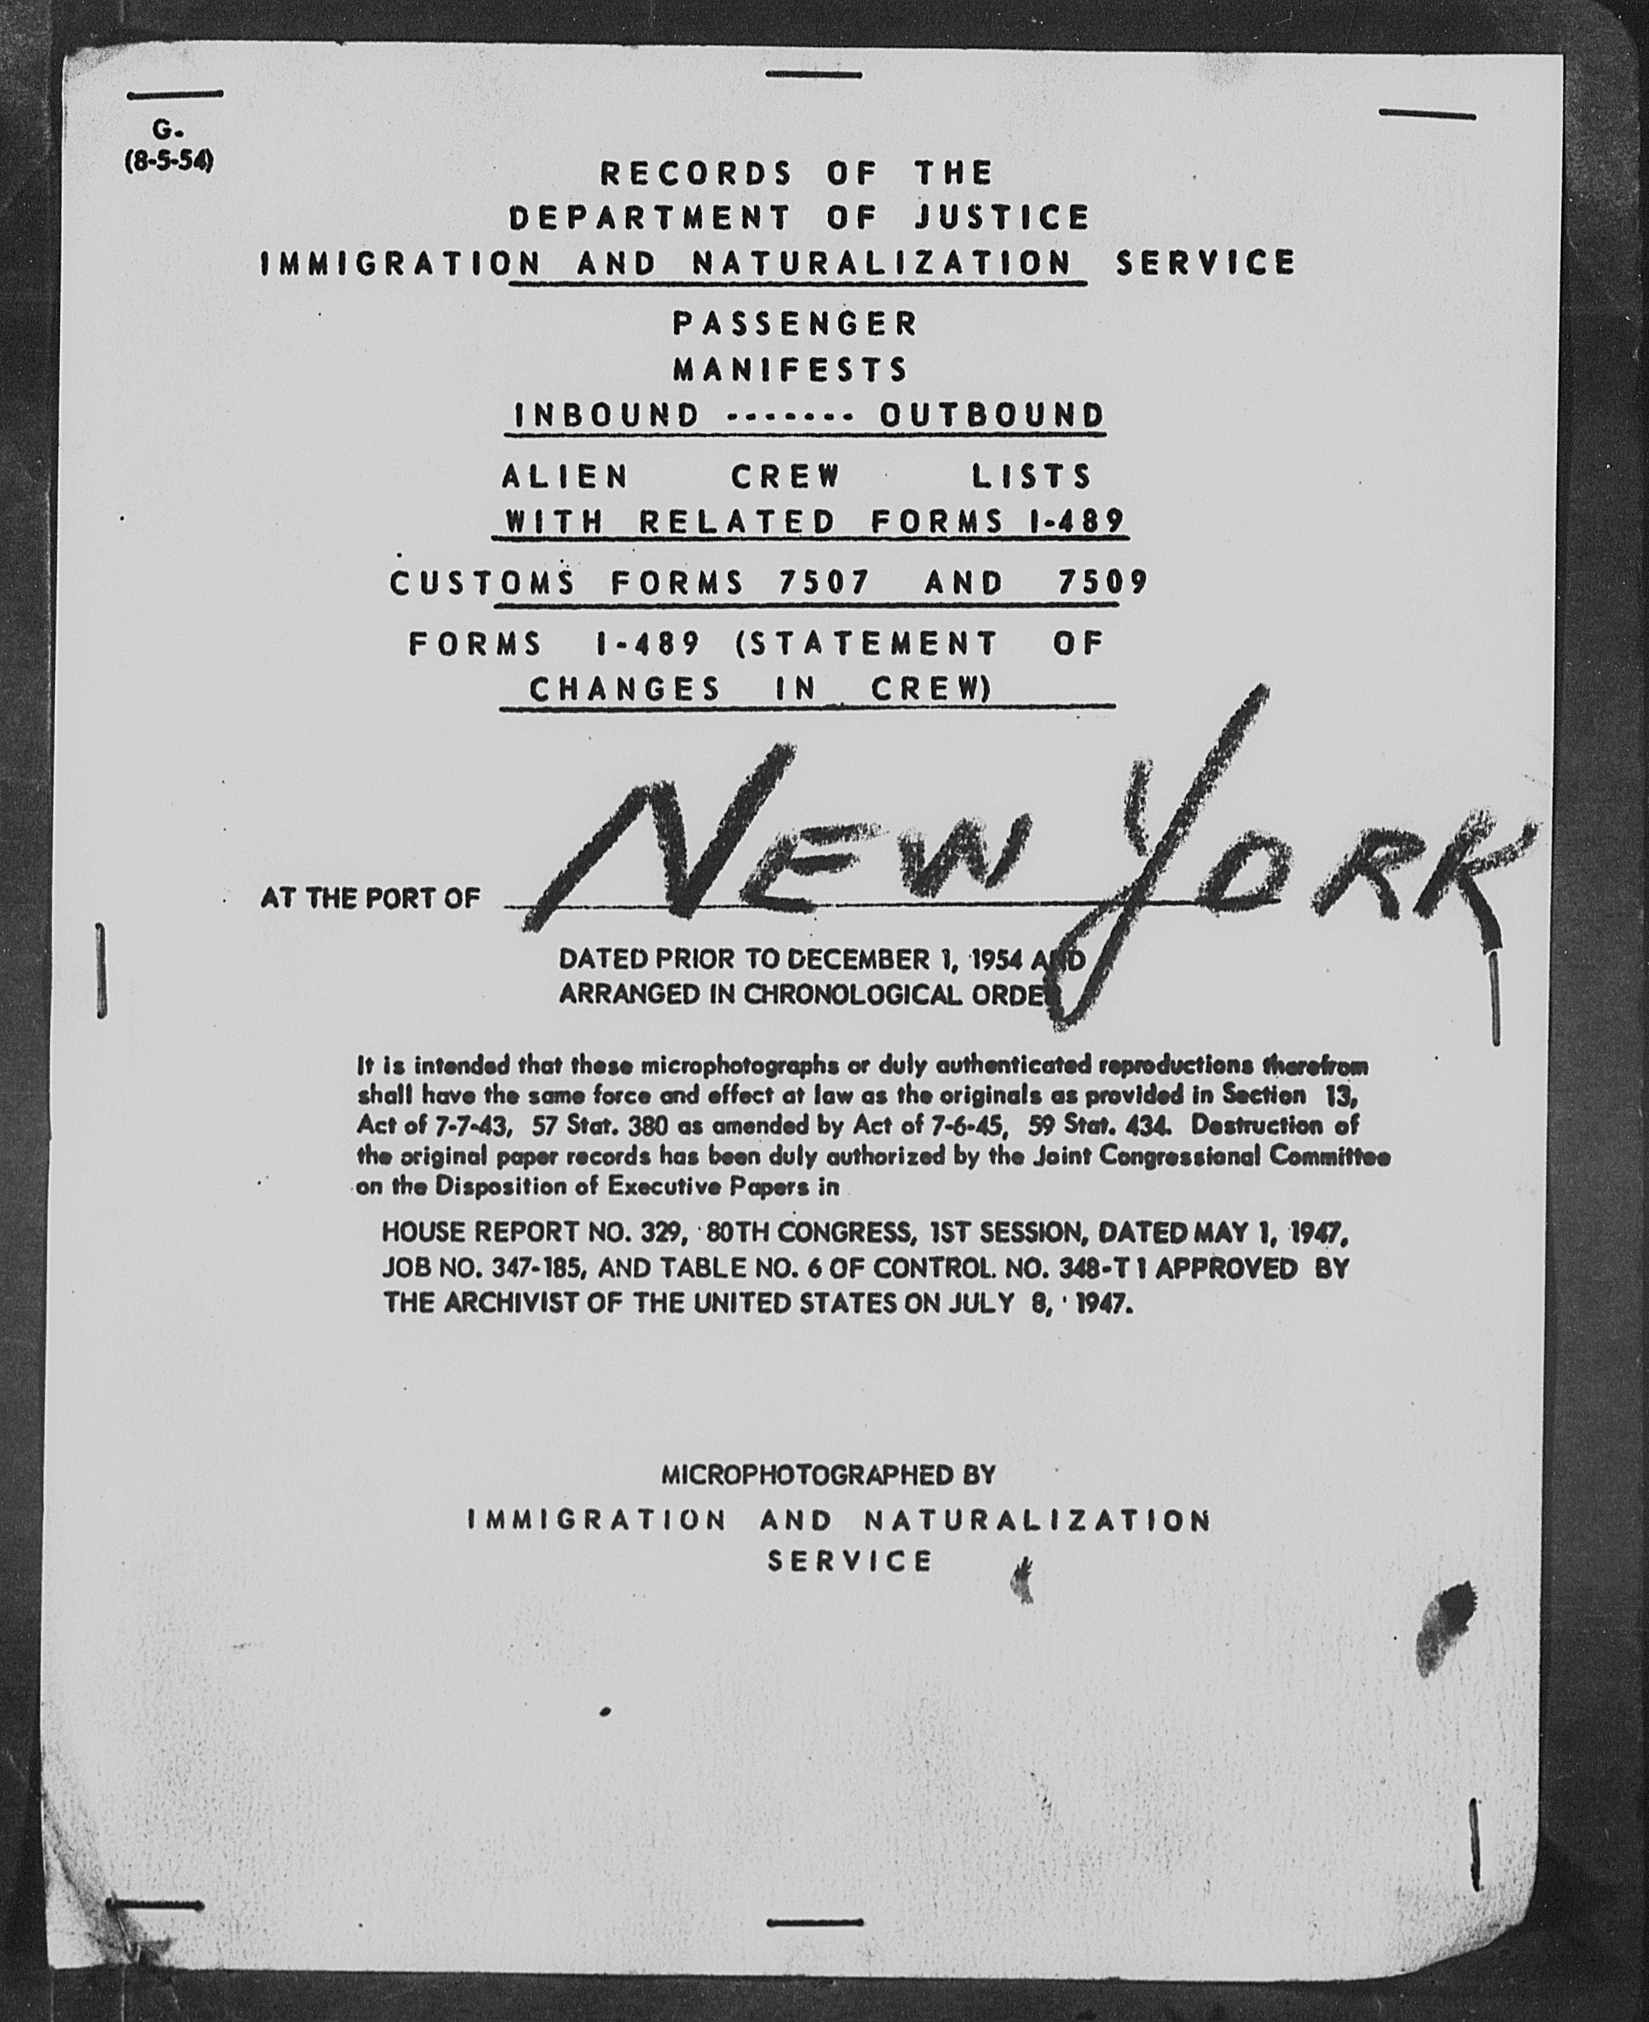 G.
(8-5-54)
RECORDS OF THE
DEPARTMENT OF JUSTICE
IMMIGRATION AND NATURALIZATION SERVICE
PASSENGER
MANIFESTS
INBOUND ------- OUTBOUND
ALIEN CREW LISTS
WITH RELATED FORMS I-489
CUSTOMS FORMS 7507 AND 7509
FORMS I-489 (STATEMENT OF
CHANGES IN CREW)
AT THE PORT OF NEW YORK
DATED PRIOR TO DECEMBER 1, 1954 AND
ARRANGED IN CHRONOLOGICAL ORDER
It is intended that these microphotographs or duly authenticated reproductions therefrom
shall have the same force and effect at law as the originals as provided in Section 13,
Act of 7-7-43, 57 Stat. 380 as amended by Act of 7-6-45, 59 Stat. 434. Destruction of
the original paper records has been duly authorized by the Joint Congressional Committee
on the Disposition of Executive Papers in
HOUSE REPORT NO. 329, 80TH CONGRESS, 1ST SESSION, DATED MAY 1, 1947,
JOB NO. 347-185, AND TABLE NO. 6 OF CONTROL NO. 348-T1 APPROVED BY
THE ARCHIVIST OF THE UNITED STATES ON JULY 8, 1947.
MICROPHOTOGRAPHED BY
IMMIGRATION AND NATURALIZATION
SERVICE